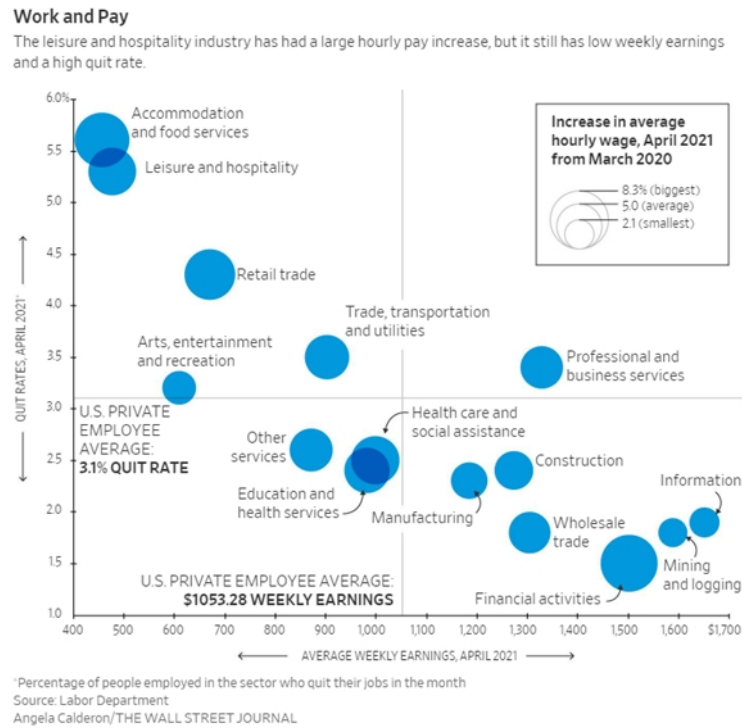 Work and Pay
The leisure and hospitality industry has had a large hourly pay increase, but it still has low weekly earnings
and a high quit rate.
6.0%
5.5
5.0
4.5
4.0
3.5
3.0
2.5
2.0
1.5
1.0
QUIT RATES, APRIL 2021*
Accommodation
and food services
Leisure and hospitality
Increase in average
hourly wage, April 2021
from March 2020
8.3% (biggest)
5.0 (average)
2.1 (smallest)
Retail trade
Trade, transportation
and utilities
Arts, entertainment
and recreation
Professional and
business services
U.S. PRIVATE
EMPLOYEE
AVERAGE:
3.1% QUIT RATE
Health care and
social assistance
Other
services
Education and
health services
Construction
Manufacturing
Information
Wholesale
trade
Mining
and logging
Financial activities
U.S. PRIVATE EMPLOYEE AVERAGE:
$1053.28 WEEKLY EARNINGS
400 500 600 700 800 900 1,000 1,100 1,200 1,300 1,400 1,500 1,600 $1,700
AVERAGE WEEKLY EARNINGS, APRIL 2021
*Percentage of people employed in the sector who quit their jobs in the month
Source: Labor Department
Angela Calderon/THE WALL STREET JOURNAL